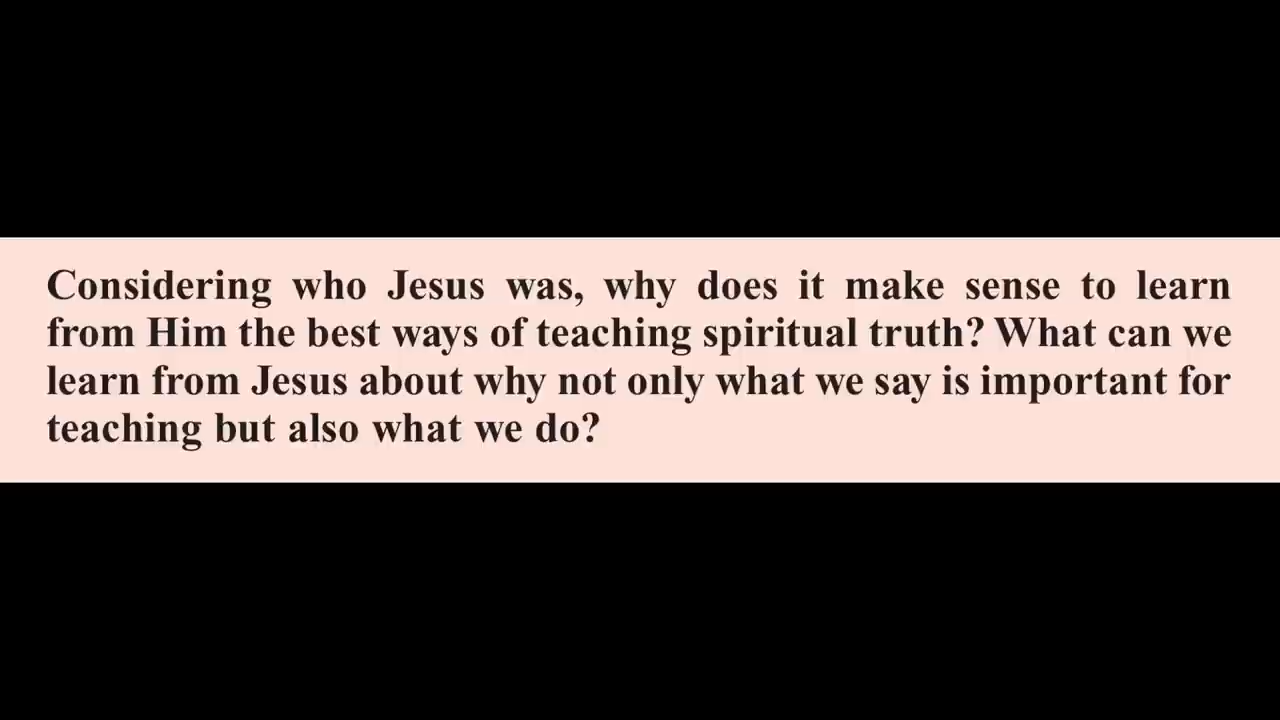 Considering who Jesus was, why does it make sense to learn
from Him the best ways of teaching spiritual truth? What can we
learn from Jesus about why not only what we say is important for
teaching but also what we do?